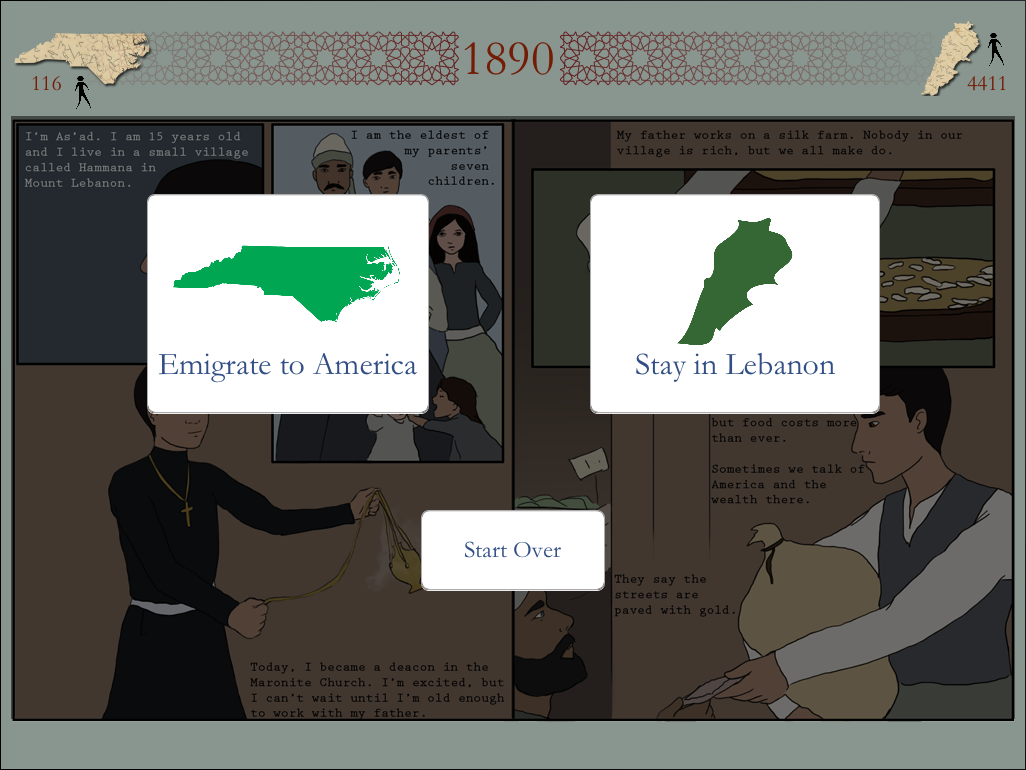 1890
116
4411
I'm As'ad. I am 15 years old
and I live in a small village
called Hammana in
Mount Lebanon.
I am the eldest of
my parents'
seven
children.
My father works on a silk farm. Nobody in our
village is rich, but we all make do.
Emigrate to America
Stay in Lebanon
but food costs more
than ever.
Sometimes we talk of
America and the
wealth there.
Start Over
They say the
streets are
paved with gold.
Today, I became a deacon in the
Maronite Church. I'm excited, but
I can't wait until I'm old enough
to work with my father.